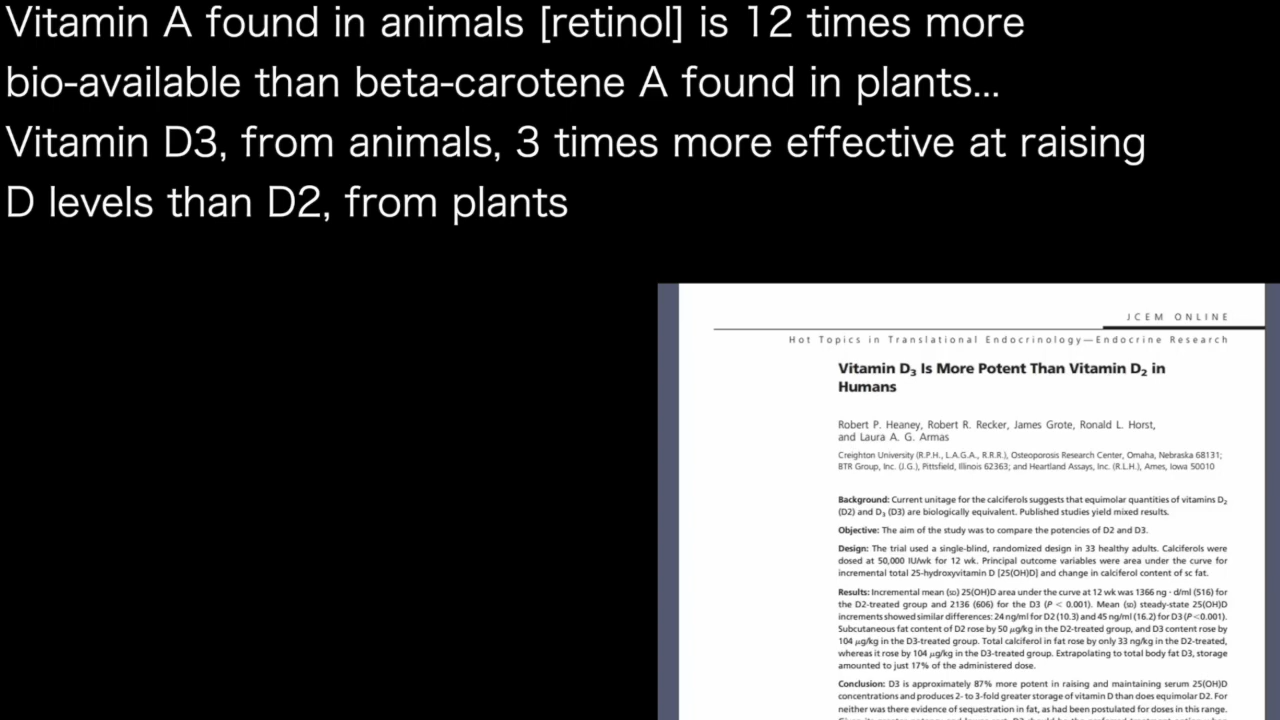 Vitamin A found in animals [retinol] is 12 times more
bio-available than beta-carotene A found in plants...
Vitamin D3, from animals, 3 times more effective at raising
D levels than D2, from plants
JCEM ONLINE
Hot Topics in Translational Endocrinology—Endocrine Research
Vitamin D₃ Is More Potent Than Vitamin D₂ in
Humans
Robert P. Heaney, Robert R. Recker, James Grote, Ronald L. Horst,
and Laura A. G. Armas
Creighton University (R.P.H., L.A.G.A., R.R.R.), Osteoporosis Research Center, Omaha, Nebraska 68131;
BTR Group, Inc. (J.G.), Pittsfield, Illinois 62363; and Heartland Assays, Inc. (R.L.H.), Ames, Iowa 50010
Background: Current unitage for the calciferols suggests that equimolar quantities of vitamins D₂
(D2) and D₃ (D3) are biologically equivalent. Published studies yield mixed results.
Objective: The aim of the study was to compare the potencies of D2 and D3.
Design: The trial used a single-blind, randomized design in 33 healthy adults. Calciferols were
dosed at 50,000 IU/wk for 12 wk. Principal outcome variables were area under the curve for
incremental total 25-hydroxyvitamin D [25(OH)D] and change in calciferol content of sc fat.
Results: Incremental mean (SD) 25(OH)D area under the curve at 12 wk was 1366 ng · d/ml (516) for
the D2-treated group and 2136 (606) for the D3 (P < 0.001). Mean (SD) steady-state 25(OH)D
increments showed similar differences: 24 ng/ml for D2 (10.3) and 45 ng/ml (16.2) for D3 (P<0.001).
Subcutaneous fat content of D2 rose by 50 μg/kg in the D2-treated group, and D3 content rose by
104 μg/kg in the D3-treated group. Total calciferol in fat rose by only 33 ng/kg in the D2-treated,
whereas it rose by 104 μg/kg in the D3-treated group. Extrapolating to total body fat D3, storage
amounted to just 17% of the administered dose.
Conclusion: D3 is approximately 87% more potent in raising and maintaining serum 25(OH)D
concentrations and produces 2- to 3-fold greater storage of vitamin D than does equimolar D2. For
neither was there evidence of sequestration in fat, as had been postulated for doses in this range.